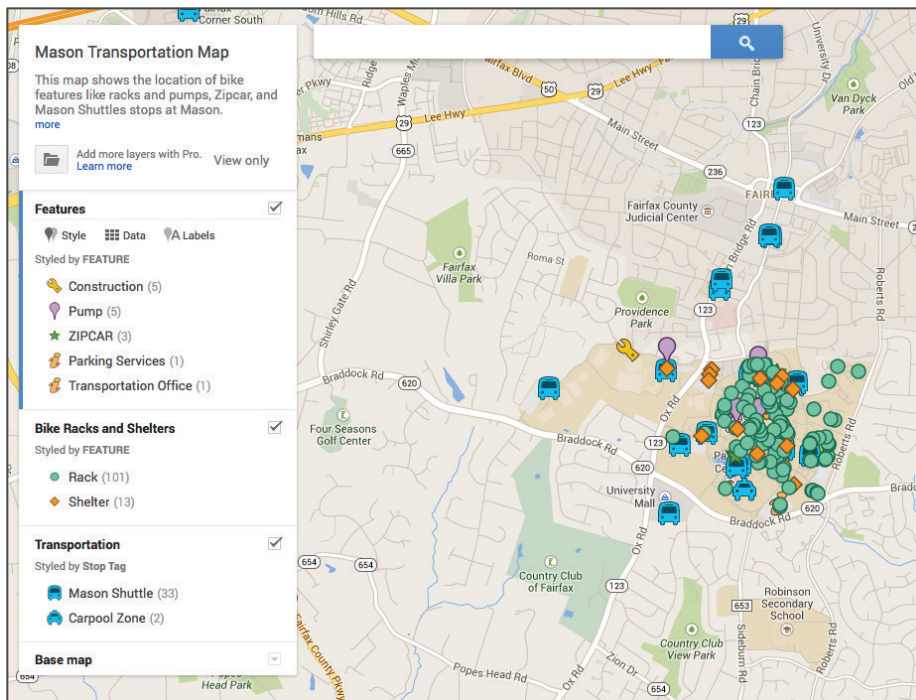 Mason Transportation Map
This map shows the location of bike
features like racks and pumps, Zipcar, and
Mason Shuttles stops at Mason.
more
Add more layers with Pro.
Learn more
View only
Features
Style Data Labels
Styled by FEATURE
Construction (5)
Pump (5)
ZIPCAR (3)
Parking Services (1)
Transportation Office (1)
Bike Racks and Shelters
Styled by FEATURE
Rack (101)
Shelter (13)
Transportation
Styled by Stop Tag
Mason Shuttle (33)
Carpool Zone (2)
Base map
Corner South
29
University Dr
Chain Brid
Waples M
Ridge
Fairfax Blvd
50
29
Lee Hwy
Van Dyck
Park
29
Lee Hwy
123
Main Street
665
236
FAIR
Fairfax County
Judicial Center
Main Street
Bridge Rd
Roma St
Fairfax
Villa Park
Roberts Rd
Shirley Gate Rd
Providence
Park
123
123
Braddock Rd
620
Ox Rd
Four Seasons
Golf Center
Braddock Rd
123
Roberts Rd
620
University
Mall
Braddock Rd
620
Bradd
654
654
Ox Rd
Country Club
of Fairfax
123
653
Robinson
Secondary
School
654
Country Club
View Park
Sideburn Rd
654
Fairfax County Pkwy
Popes Head Rd
Zion Dr
Ox Rd
Head Park